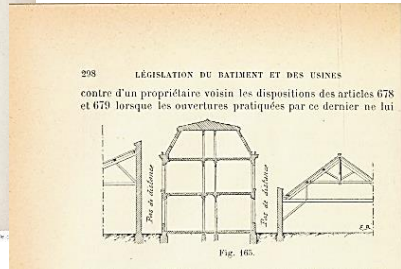 298 LÉGISLATION DU BATIMENT ET DES USINES
contre d'un propriétaire voisin les dispositions des articles 678
et 679 lorsque les ouvertures pratiquées par ce dernier ne lui
Pas de distance
Pas de distance
Fig. 165.